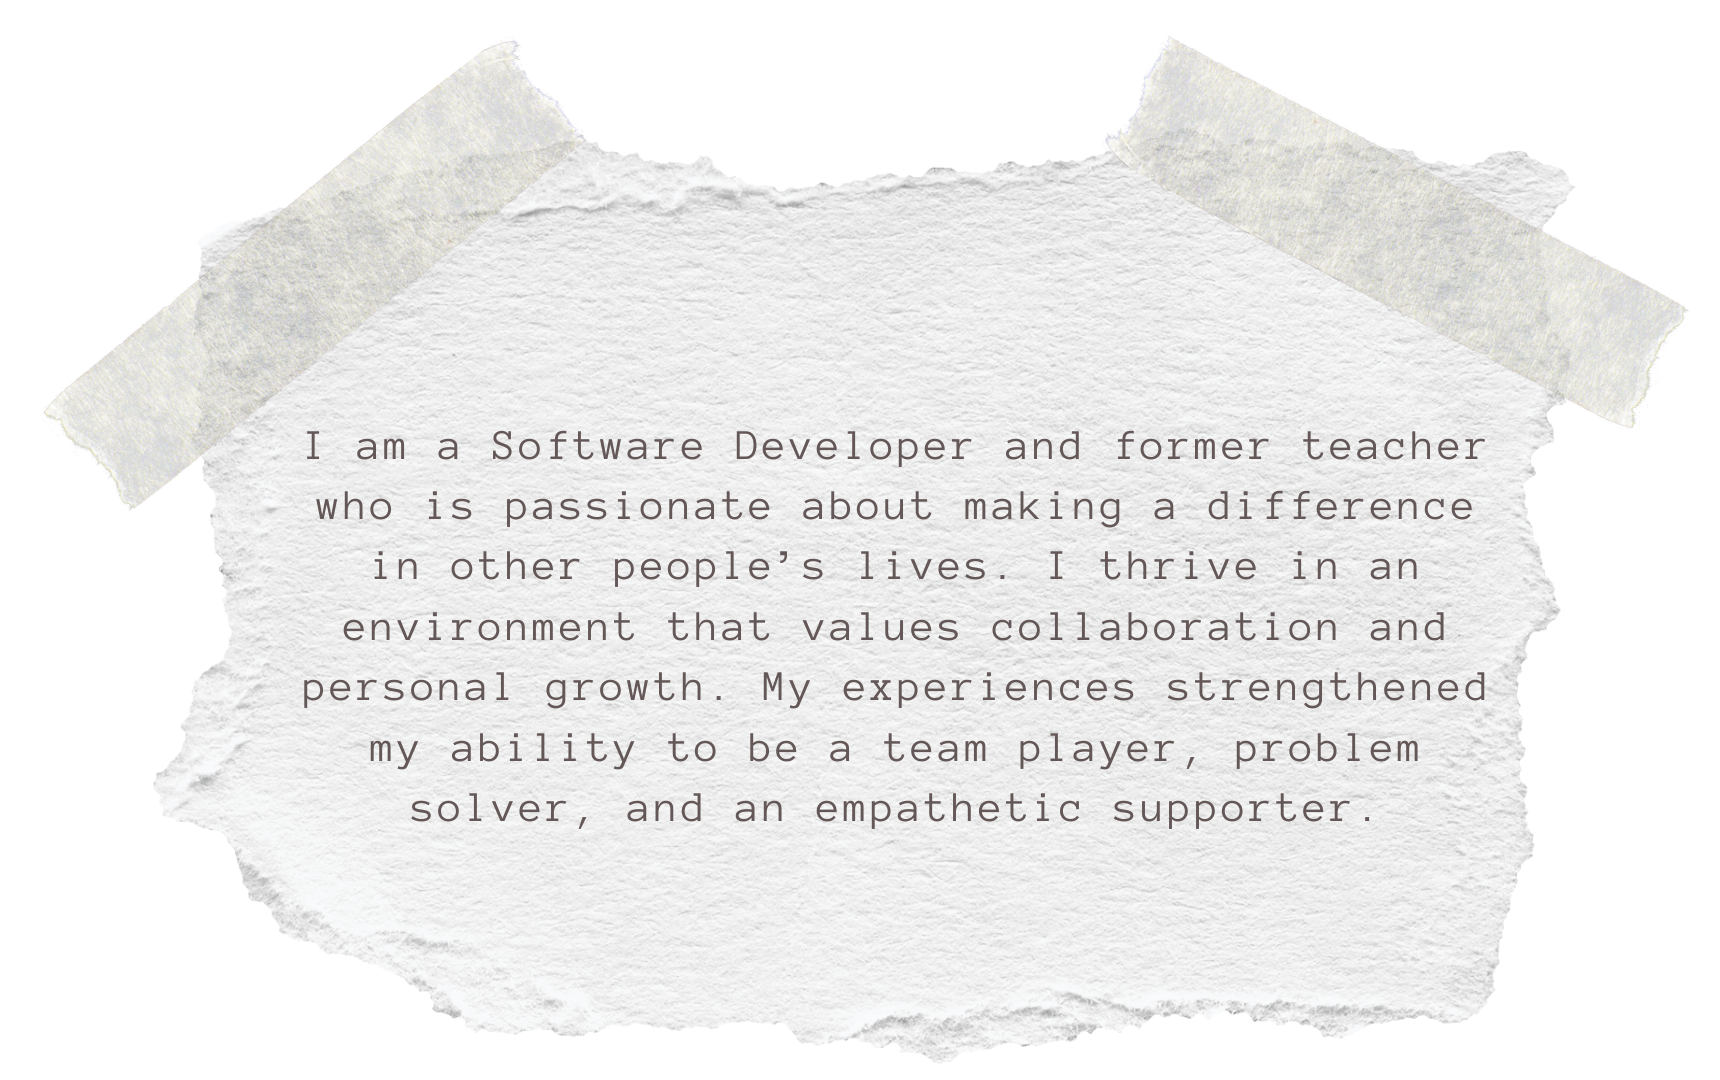 I am a Software Developer and former teacher
who is passionate about making a difference
in other people’s lives. I thrive in an
environment that values collaboration and
personal growth. My experiences strengthened
my ability to be a team player, problem
solver, and an empathetic supporter.